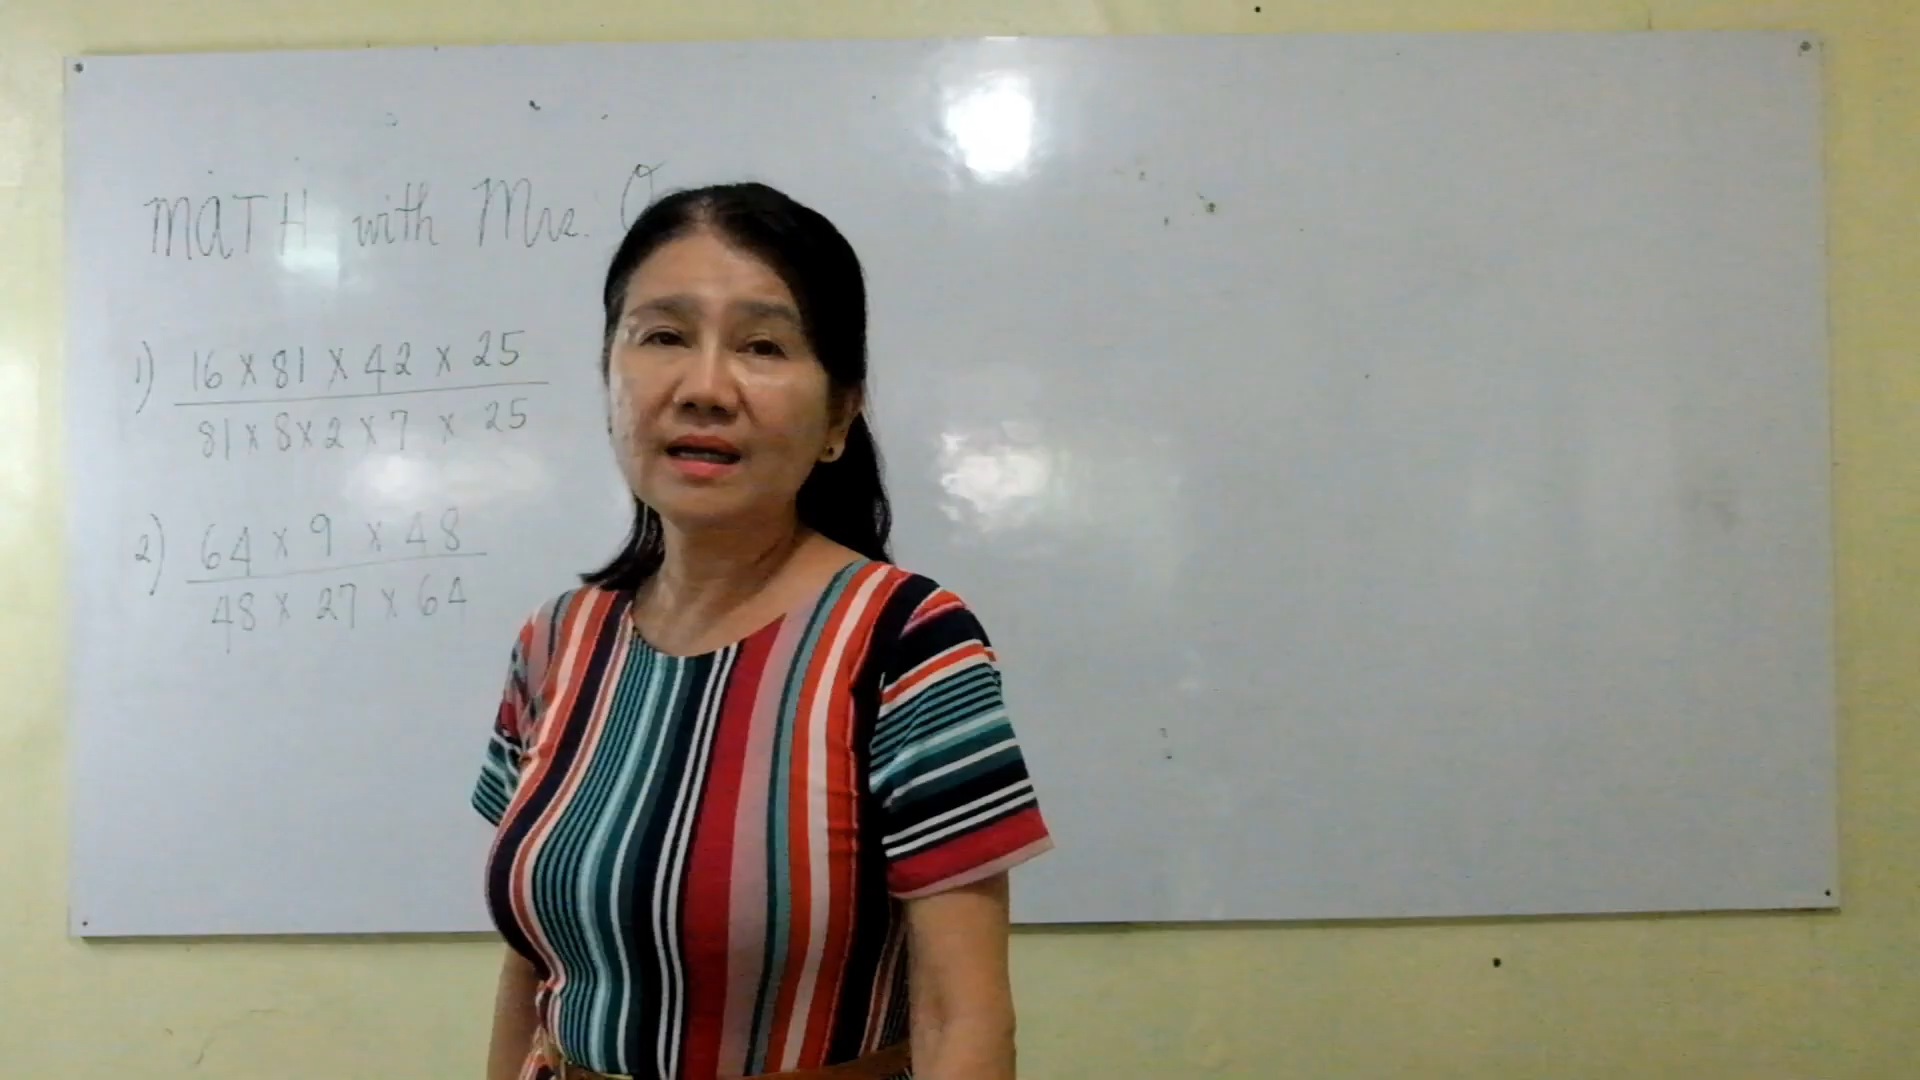 MATH with Mrs. O
1) 16 x 81 x 42 x 25
81 x 8 x 2 x 7 x 25
2) 64 x 9 x 48
48 x 27 x 64